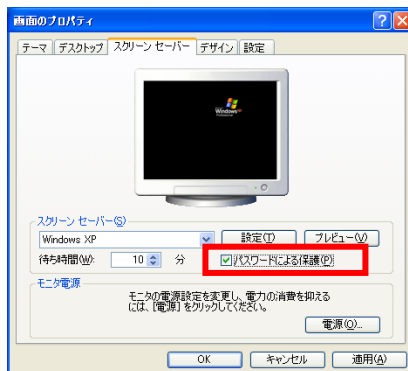 画面のプロパティ
テーマ デスクトップ スクリーン セーバー デザイン 設定
Windows
スクリーン セーバー(S)
Windows XP 設定(T) プレビュー(V)
待ち時間(W): 10 分 パスワードによる保護(P)
モニタ電源
モニタの電源設定を変更し、電力の消費を抑える
には、[電源] をクリックしてください。
電源(O)...
OK キャンセル 適用(A)